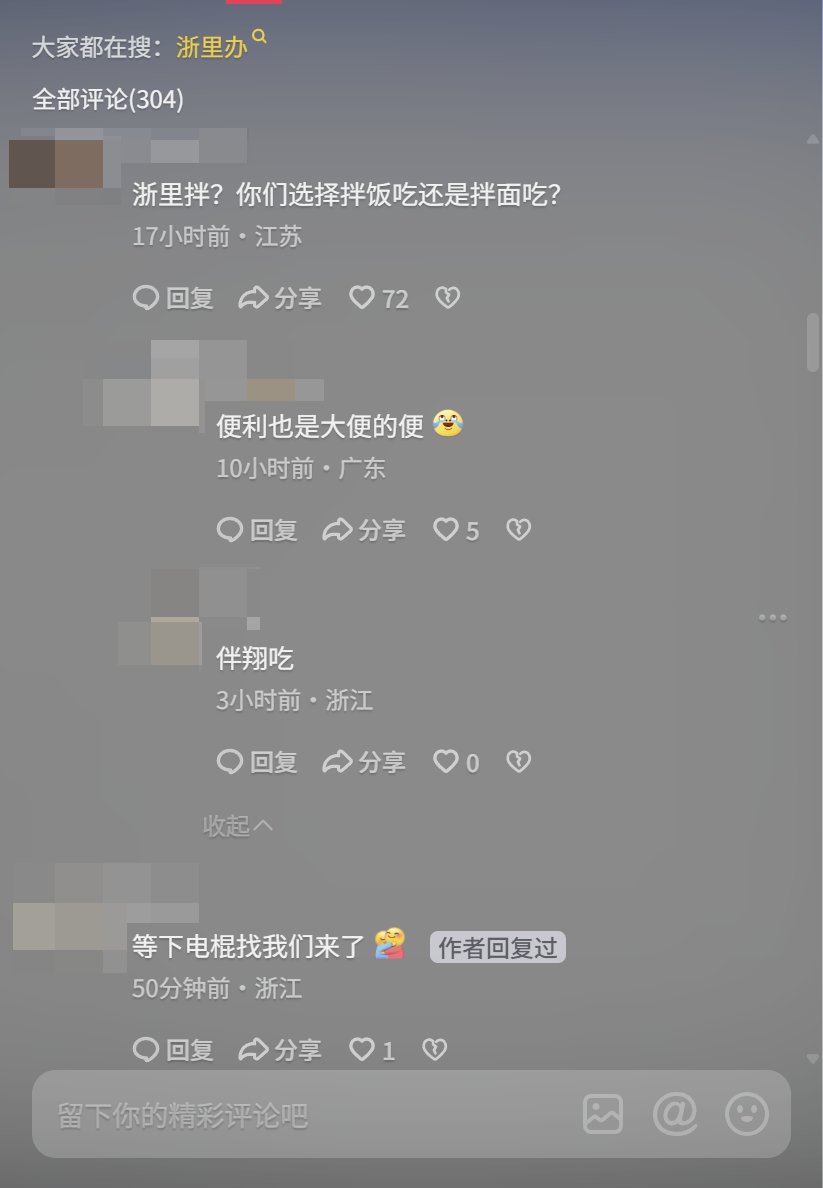 大家都在搜：浙里办
全部评论(304)
浙里拌？你们选择拌饭吃还是拌面吃？
17小时前·江苏
回复 分享 72
便利也是大便的便
10小时前·广东
回复 分享 5
伴翔吃
3小时前·浙江
回复 分享 0
收起
等下电棍找我们来了 作者回复过
50分钟前·浙江
回复 分享 1
留下你的精彩评论吧